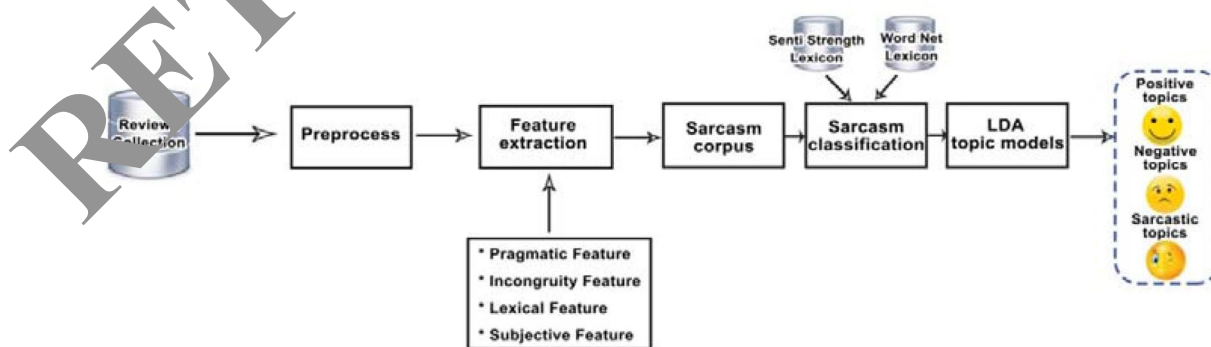 RET
Senti Strength
Lexicon
Word Net
Lexicon
Review
Collection
Preprocess
Feature
extraction
Sarcasm
corpus
Sarcasm
classification
LDA
topic models
Positive
topics
Negative
topics
Sarcastic
topics
* Pragmatic Feature
* Incongruity Feature
* Lexical Feature
* Subjective Feature